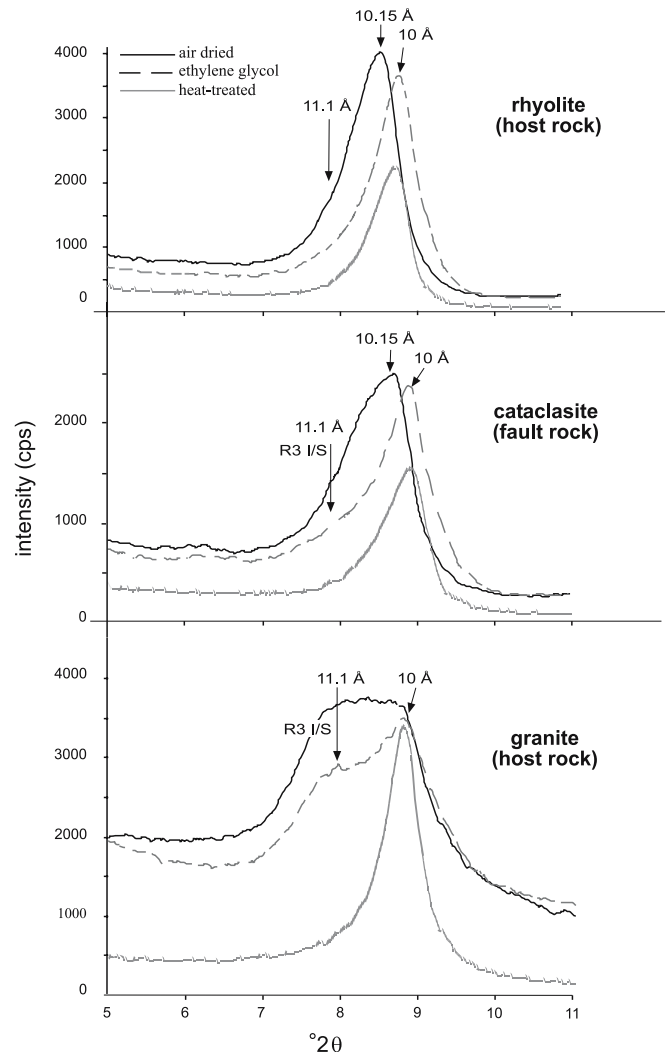 10.15 Å
4000
air dried
10 Å
ethylene glycol
heat-treated
rhyolite
(host rock)
11.1 Å
3000
2000
1000
0
10.15 Å
10 Å
2000
11.1 Å
R3 I/S
cataclasite
(fault rock)
1000
0
intensity (cps)
4000
11.1 Å
10 Å
R3 I/S
granite
(host rock)
3000
2000
1000
0
5 6 7 8 9 10 11
°2θ